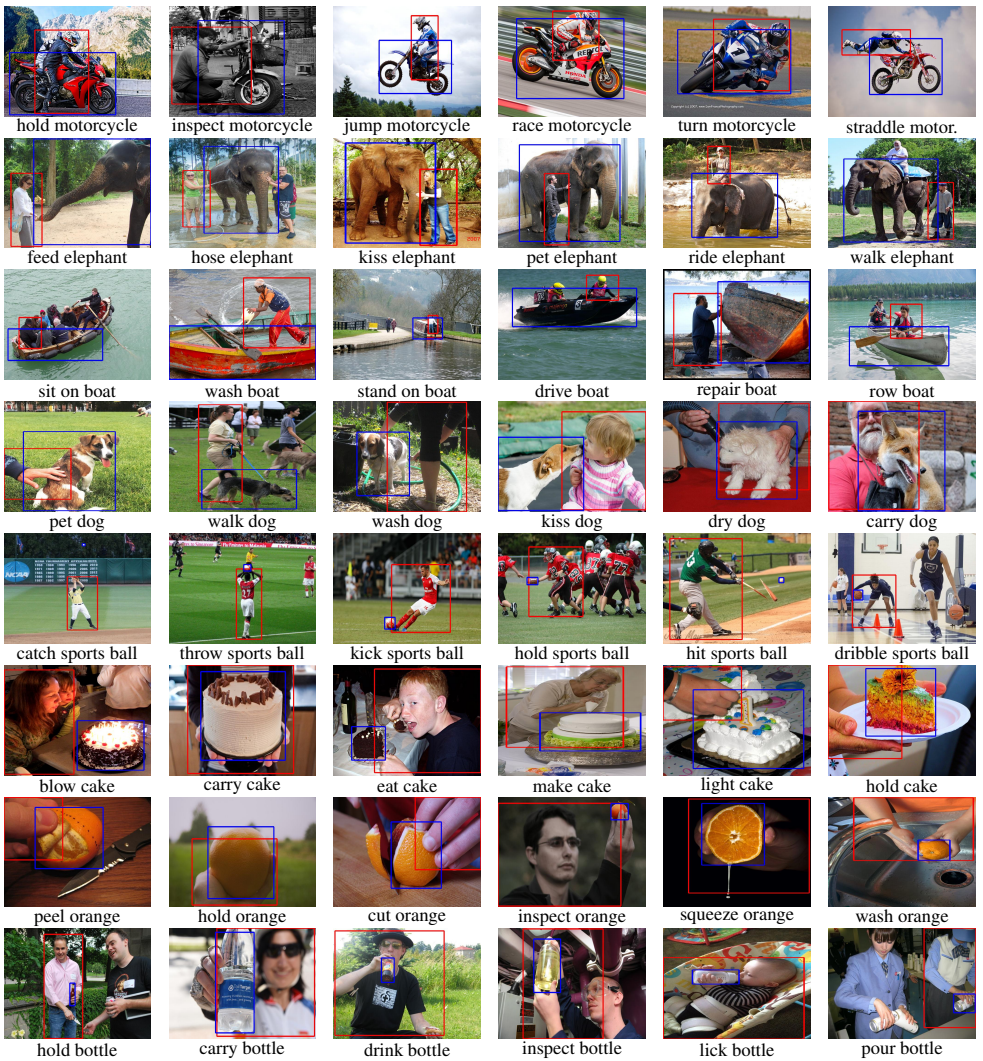 hold motorcycle inspect motorcycle jump motorcycle race motorcycle turn motorcycle straddle motor.
feed elephant hose elephant kiss elephant pet elephant ride elephant walk elephant
sit on boat wash boat stand on boat drive boat repair boat row boat
pet dog walk dog wash dog kiss dog dry dog carry dog
NCAA
catch sports ball throw sports ball kick sports ball hold sports ball hit sports ball dribble sports ball
blow cake carry cake eat cake make cake light cake hold cake
peel orange hold orange cut orange inspect orange squeeze orange wash orange
hold bottle carry bottle drink bottle inspect bottle lick bottle pour bottle